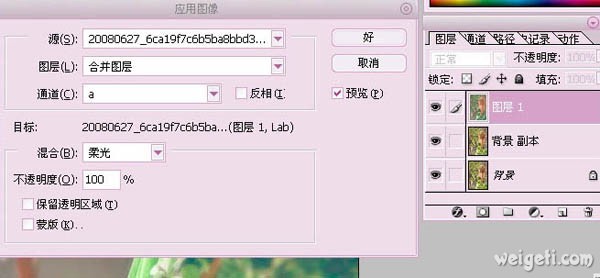 应用图像
源(S): 20080627_6ca19f7c6b5ba8bbd3...
好
图层(L): 合并图层
取消
通道(C): a
反相(I)
预览(P)
目标: 20080627_6ca19f7c6b5ba...(图层 1, Lab)
混合(B): 柔光
不透明度(O): 100 %
保留透明区域(T)
蒙版(K)..
图层 通道 路径 记录 动作
正常 不透明度: 100%
锁定: 填充: 100%
图层 1
背景 副本
背景
weigeti.com